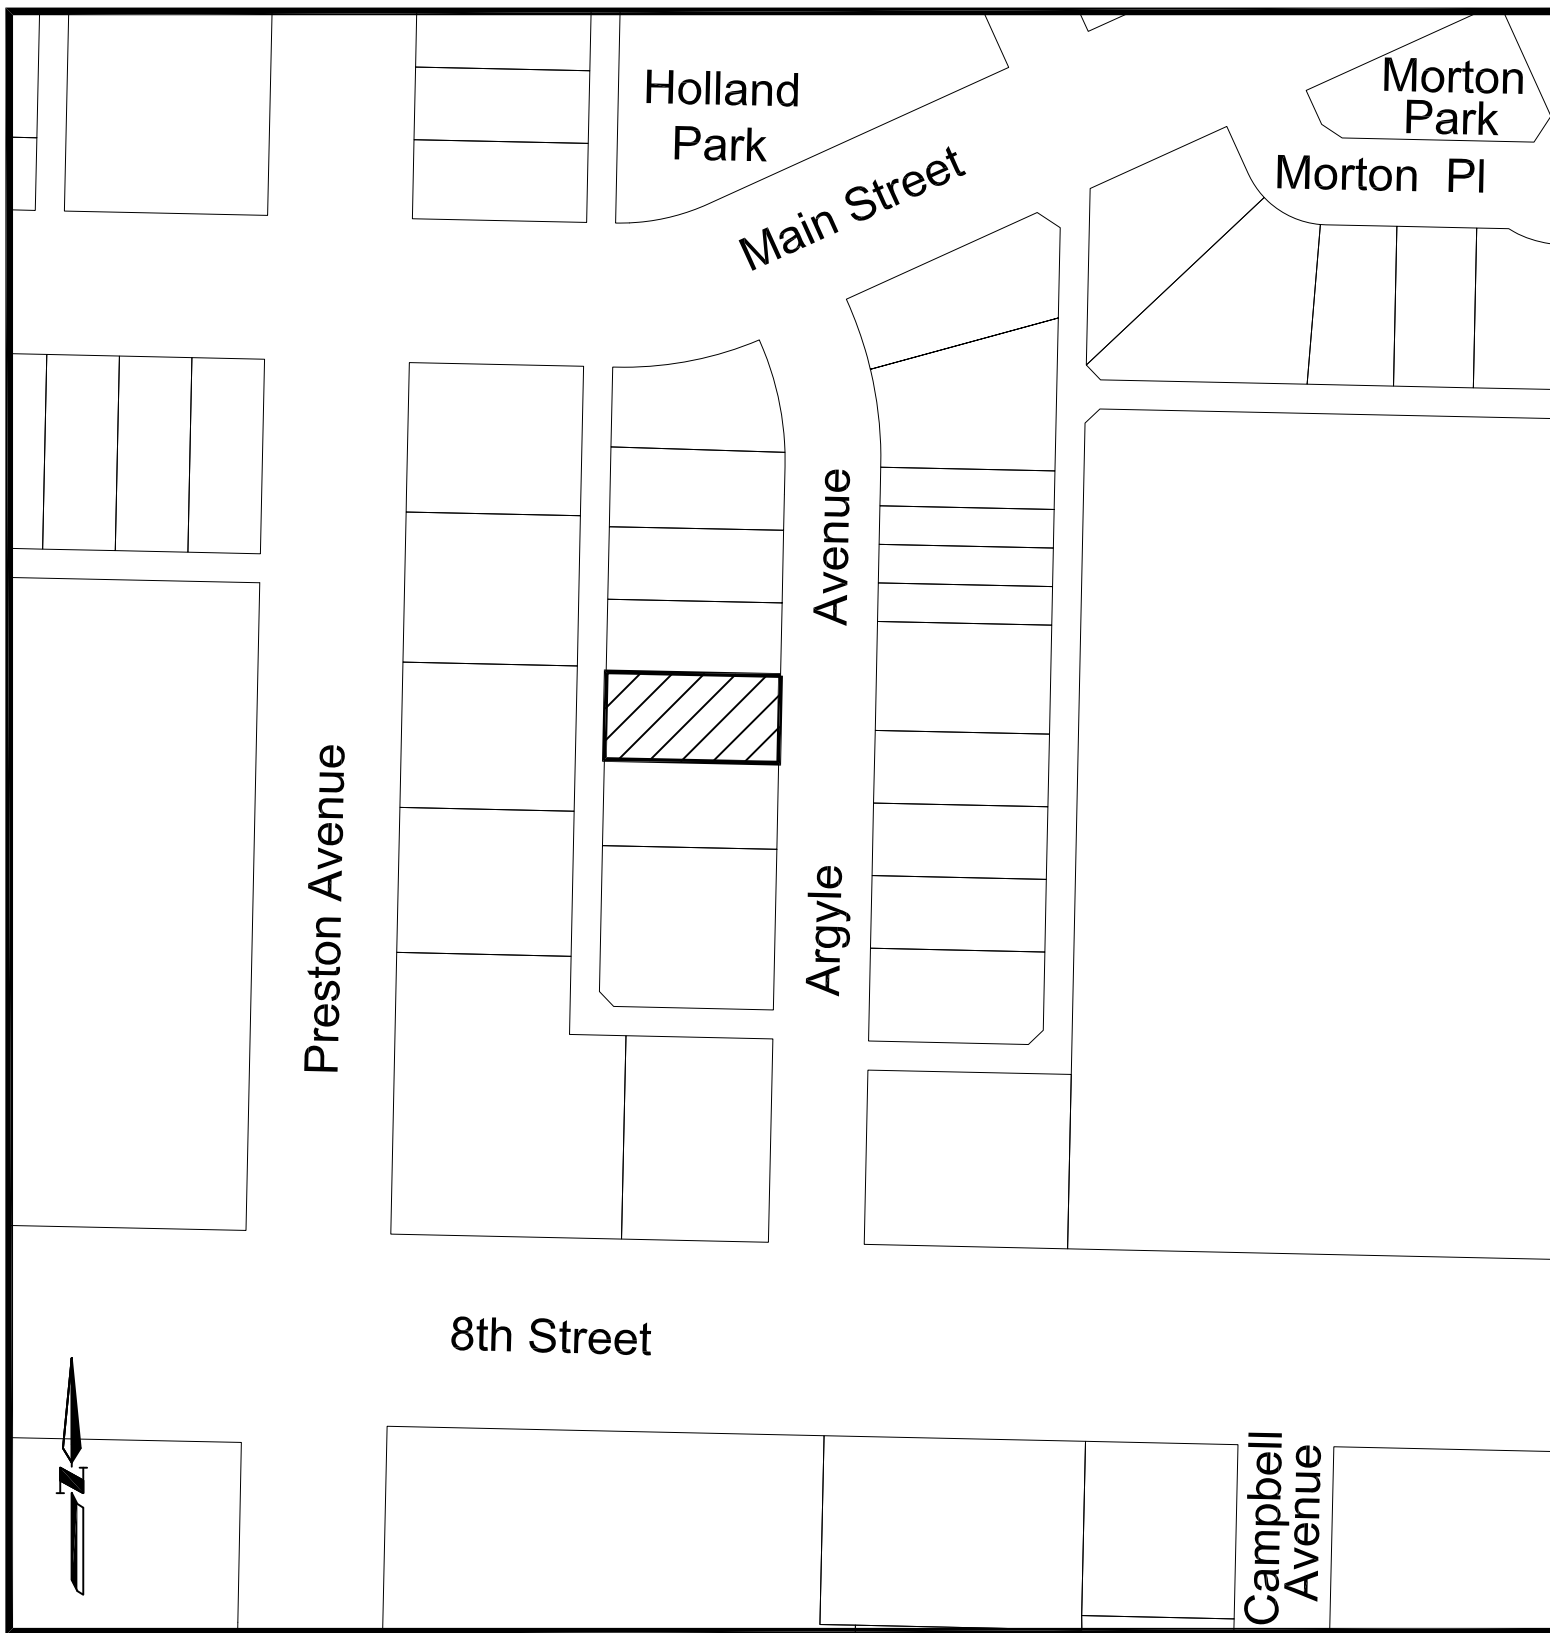 Holland
Park
Morton
Park
Main Street
Morton Pl
Argyle Avenue
Preston Avenue
8th Street
Campbell
Avenue
N